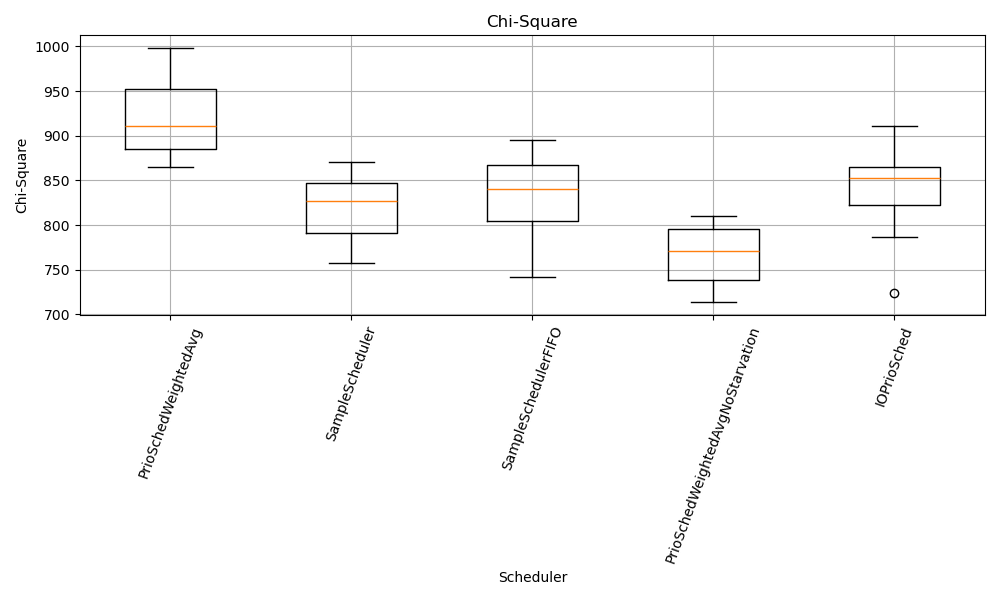 Chi-Square
Chi-Square
1000
950
900
850
800
750
700
PrioSchedWeightedAvg
SampleScheduler
SampleSchedulerFIFO
PrioSchedWeightedAvgNoStarvation
IOPrioSched
Scheduler